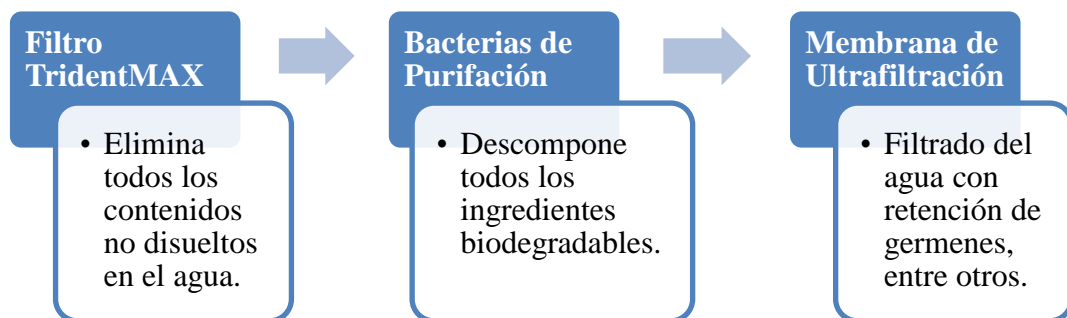 Filtro
TridentMAX
• Elimina
todos los
contenidos
no disueltos
en el agua.
Bacterias de
Purifación
• Descompone
todos los
ingredientes
biodegradables.
Membrana de
Ultrafiltración
• Filtrado del
agua con
retención de
germenes,
entre otros.